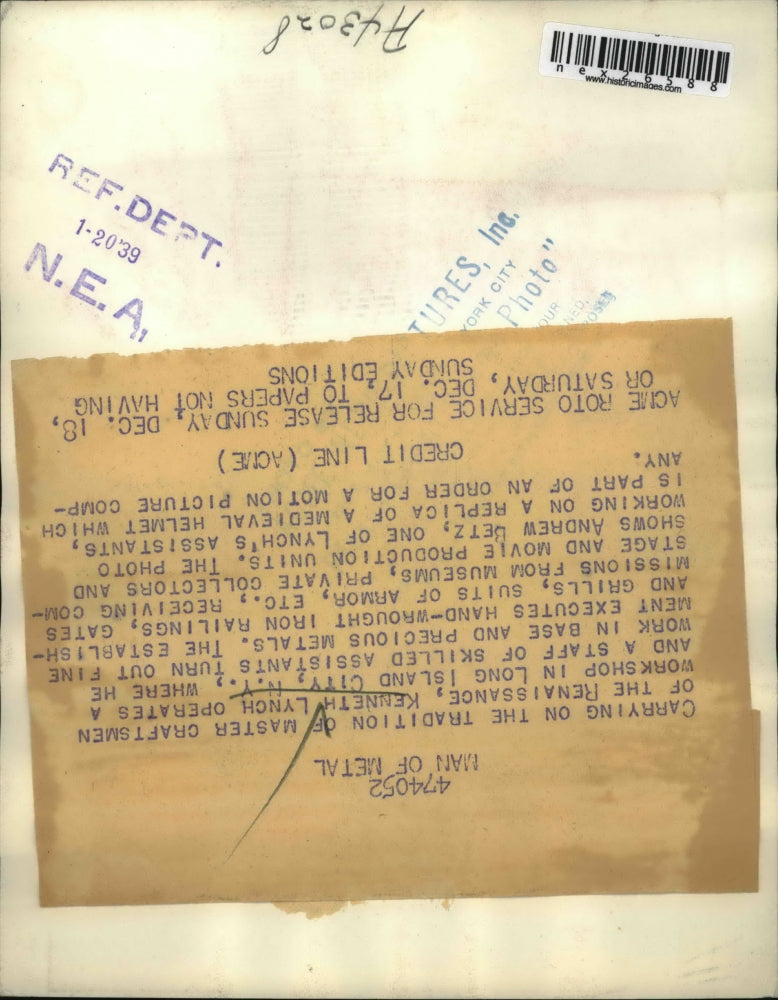 A43028
nex26588
www.historicimages.com
REF.DEPT.
1-20'39
N.E.A.
TURES, Inc.
YORK CITY
Photo"
OUR
474052
MAN OF METAL
CARRYING ON THE TRADITION OF MASTER CRAFTSMEN
OF THE RENAISSANCE, KENNETH LYNCH OPERATES A
WORKSHOP IN LONG ISLAND CITY, N.Y., WHERE HE
AND A STAFF OF SKILLED ASSISTANTS TURN OUT FINE
WORK IN BASE AND PRECIOUS METALS. THE ESTABLISH-
MENT EXECUTES HAND-WROUGHT IRON RAILINGS, GATES
AND GRILLS, SUITS OF ARMOR, ETC., RECEIVING COM-
MISSIONS FROM MUSEUMS, PRIVATE COLLECTORS AND
STAGE AND MOVIE PRODUCTION UNITS. THE PHOTO
SHOWS ANDREW BETZ, ONE OF LYNCH'S ASSISTANTS,
WORKING ON A REPLICA OF A MEDIEVAL HELMET WHICH
IS PART OF AN ORDER FOR A MOTION PICTURE COMP-
ANY.
CREDIT LINE (ACME)
ACME ROTO SERVICE FOR RELEASE SUNDAY, DEC. 18,
OR SATURDAY, DEC. 17, TO PAPERS NOT HAVING
SUNDAY EDITIONS